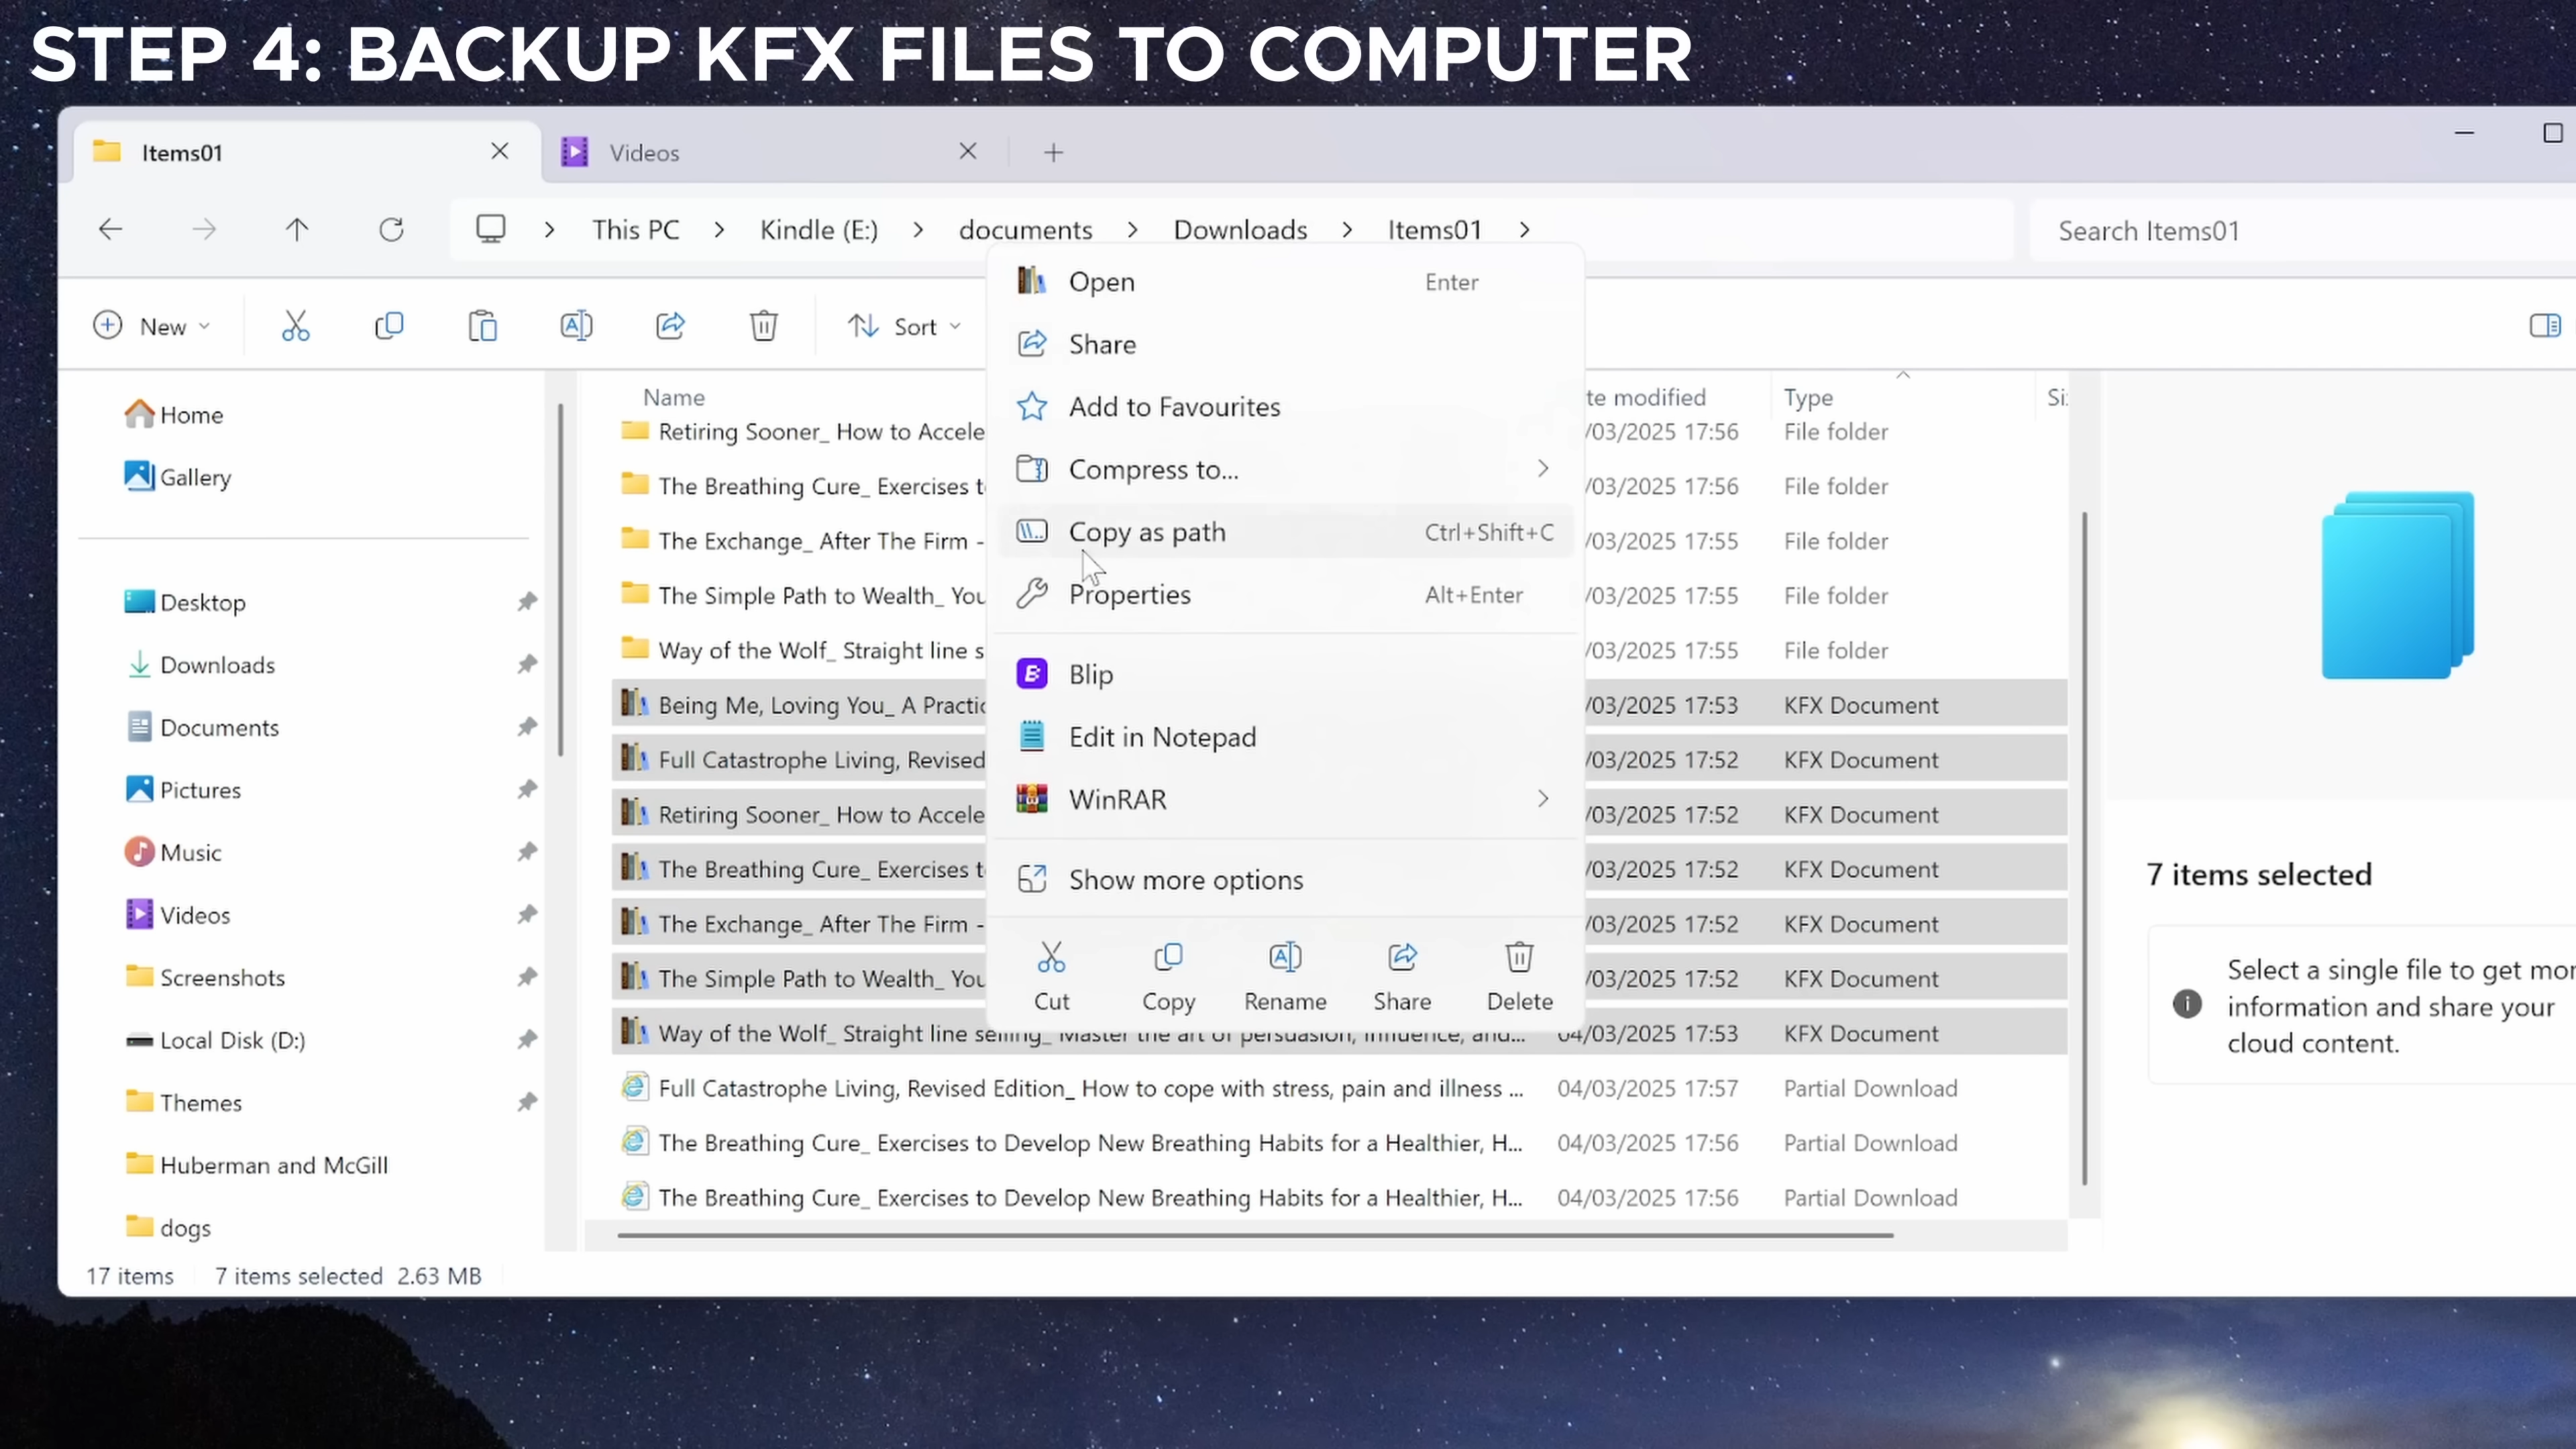 STEP 4: BACKUP KFX FILES TO COMPUTER
Items01
Videos
This PC > Kindle (E:) > documents > Downloads > Items01 >
Search Items01
New
Sort
Home
Gallery
Desktop
Downloads
Documents
Pictures
Music
Videos
Screenshots
Local Disk (D:)
Themes
Huberman and McGill
dogs
Name
te modified
Type
Si
Retiring Sooner_ How to Accele
/03/2025 17:56
File folder
The Breathing Cure_ Exercises t
/03/2025 17:56
File folder
The Exchange_ After The Firm -
/03/2025 17:55
File folder
The Simple Path to Wealth_ You
/03/2025 17:55
File folder
Way of the Wolf_ Straight line s
/03/2025 17:55
File folder
Being Me, Loving You_ A Practic
/03/2025 17:53
KFX Document
Full Catastrophe Living, Revised
/03/2025 17:52
KFX Document
Retiring Sooner_ How to Accele
/03/2025 17:52
KFX Document
The Breathing Cure_ Exercises t
/03/2025 17:52
KFX Document
The Exchange_ After The Firm -
/03/2025 17:52
KFX Document
The Simple Path to Wealth_ You
/03/2025 17:52
KFX Document
Way of the Wolf_ Straight line selling_ Master the art of persuasion, influence, and...
04/03/2025 17:53
KFX Document
Full Catastrophe Living, Revised Edition_ How to cope with stress, pain and illness ...
04/03/2025 17:57
Partial Download
The Breathing Cure_ Exercises to Develop New Breathing Habits for a Healthier, H...
04/03/2025 17:56
Partial Download
The Breathing Cure_ Exercises to Develop New Breathing Habits for a Healthier, H...
04/03/2025 17:56
Partial Download
Open Enter
Share
Add to Favourites
Compress to...
Copy as path Ctrl+Shift+C
Properties Alt+Enter
Blip
Edit in Notepad
WinRAR
Show more options
Cut Copy Rename Share Delete
7 items selected
Select a single file to get mor
information and share your
cloud content.
17 items 7 items selected 2.63 MB